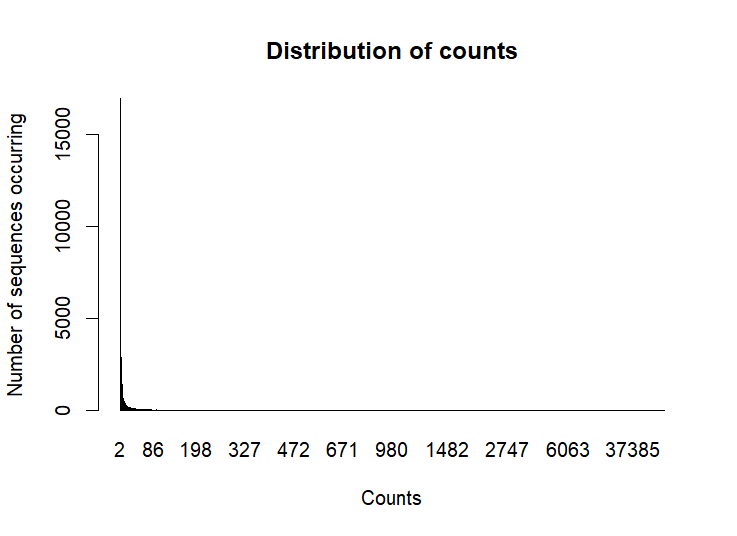 Distribution of counts
Number of sequences occurring
15000
10000
5000
0
2 86 198 327 472 671 980 1482 2747 6063 37385
Counts